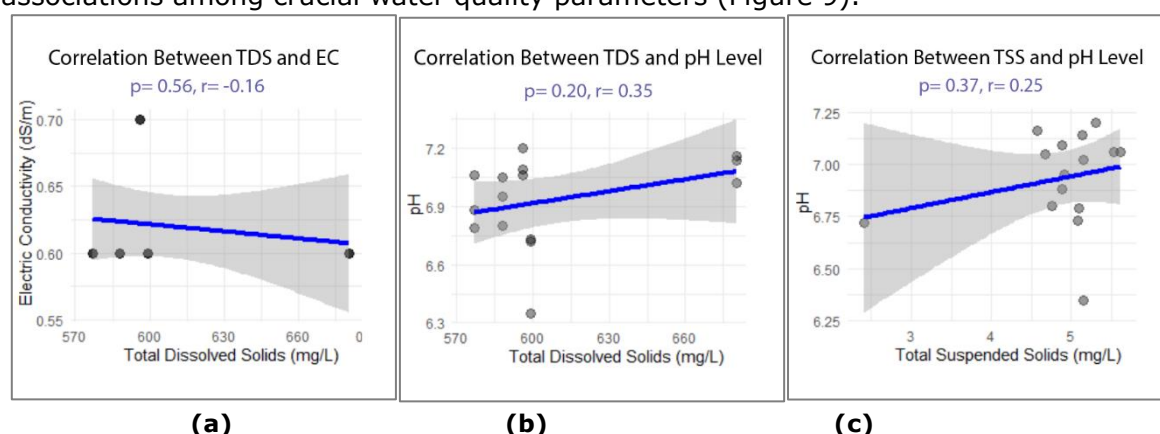 associations among crucial water quality parameters (Figure 9).
Correlation Between TDS and EC
p= 0.56, r= -0.16
Electric Conductivity (dS/m)
0.70
0.65
0.60
0.55
570 600 630 660 0
Total Dissolved Solids (mg/L)
(a)
Correlation Between TDS and pH Level
p= 0.20, r= 0.35
pH
7.2
6.9
6.6
6.3
570 600 630 660
Total Dissolved Solids (mg/L)
(b)
Correlation Between TSS and pH Level
p= 0.37, r= 0.25
pH
7.25
7.00
6.75
6.50
6.25
3 4 5
Total Suspended Solids (mg/L)
(c)